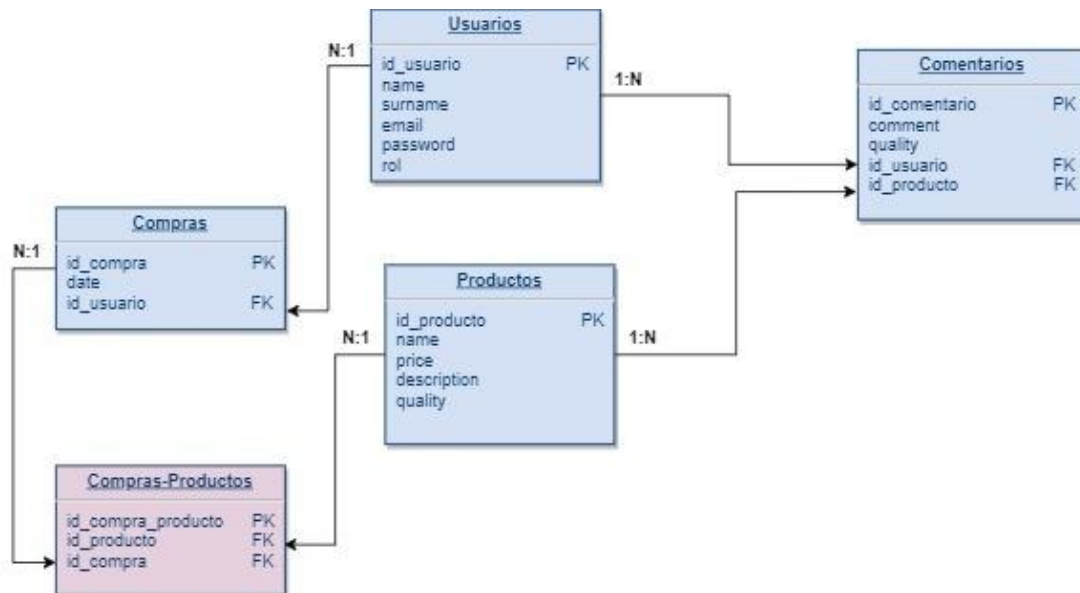 Usuarios
id_usuario PK
name
surname
email
password
rol
N:1
1:N
Comentarios
id_comentario PK
comment
quality
id_usuario FK
id_producto FK
Compras
id_compra PK
date
id_usuario FK
N:1
Productos
id_producto PK
name
price
description
quality
N:1
1:N
Compras-Productos
id_compra_producto PK
id_producto FK
id_compra FK